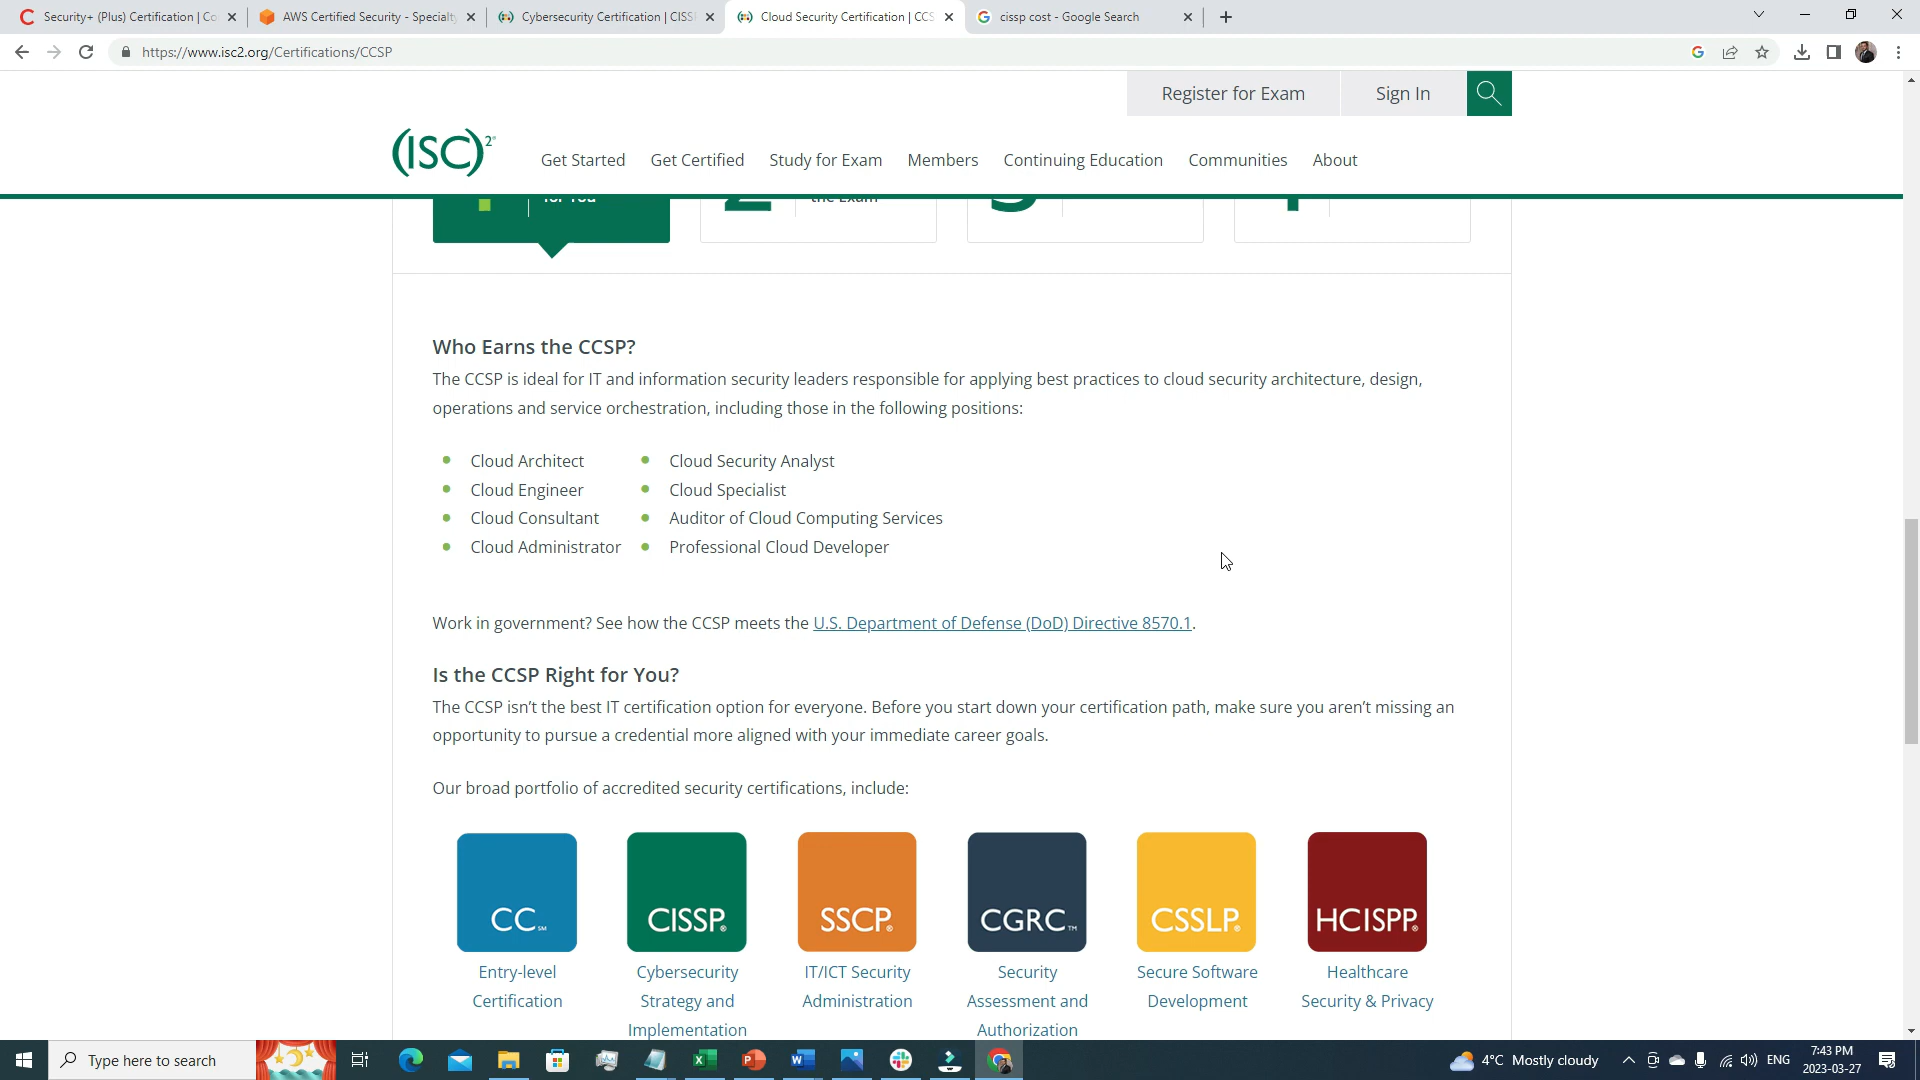 Security+ (Plus) Certification | Co
AWS Certified Security - Specialty
Cybersecurity Certification | CISS
Cloud Security Certification | CCS
cissp cost - Google Search
https://www.isc2.org/Certifications/CCSP
Register for Exam
Sign In
(ISC)2®
Get Started
Get Certified
Study for Exam
Members
Continuing Education
Communities
About
Who Earns the CCSP?
The CCSP is ideal for IT and information security leaders responsible for applying best practices to cloud security architecture, design,
operations and service orchestration, including those in the following positions:
Cloud Architect
Cloud Engineer
Cloud Consultant
Cloud Administrator
Cloud Security Analyst
Cloud Specialist
Auditor of Cloud Computing Services
Professional Cloud Developer
Work in government? See how the CCSP meets the U.S. Department of Defense (DoD) Directive 8570.1.
Is the CCSP Right for You?
The CCSP isn’t the best IT certification option for everyone. Before you start down your certification path, make sure you aren’t missing an
opportunity to pursue a credential more aligned with your immediate career goals.
Our broad portfolio of accredited security certifications, include:
CC℠
CISSP®
SSCP®
CGRC™
CSSLP®
HCISPP®
Entry-level
Certification
Cybersecurity
Strategy and
Implementation
IT/ICT Security
Administration
Security
Assessment and
Authorization
Secure Software
Development
Healthcare
Security & Privacy
Type here to search
4°C Mostly cloudy
ENG
7:43 PM
2023-03-27